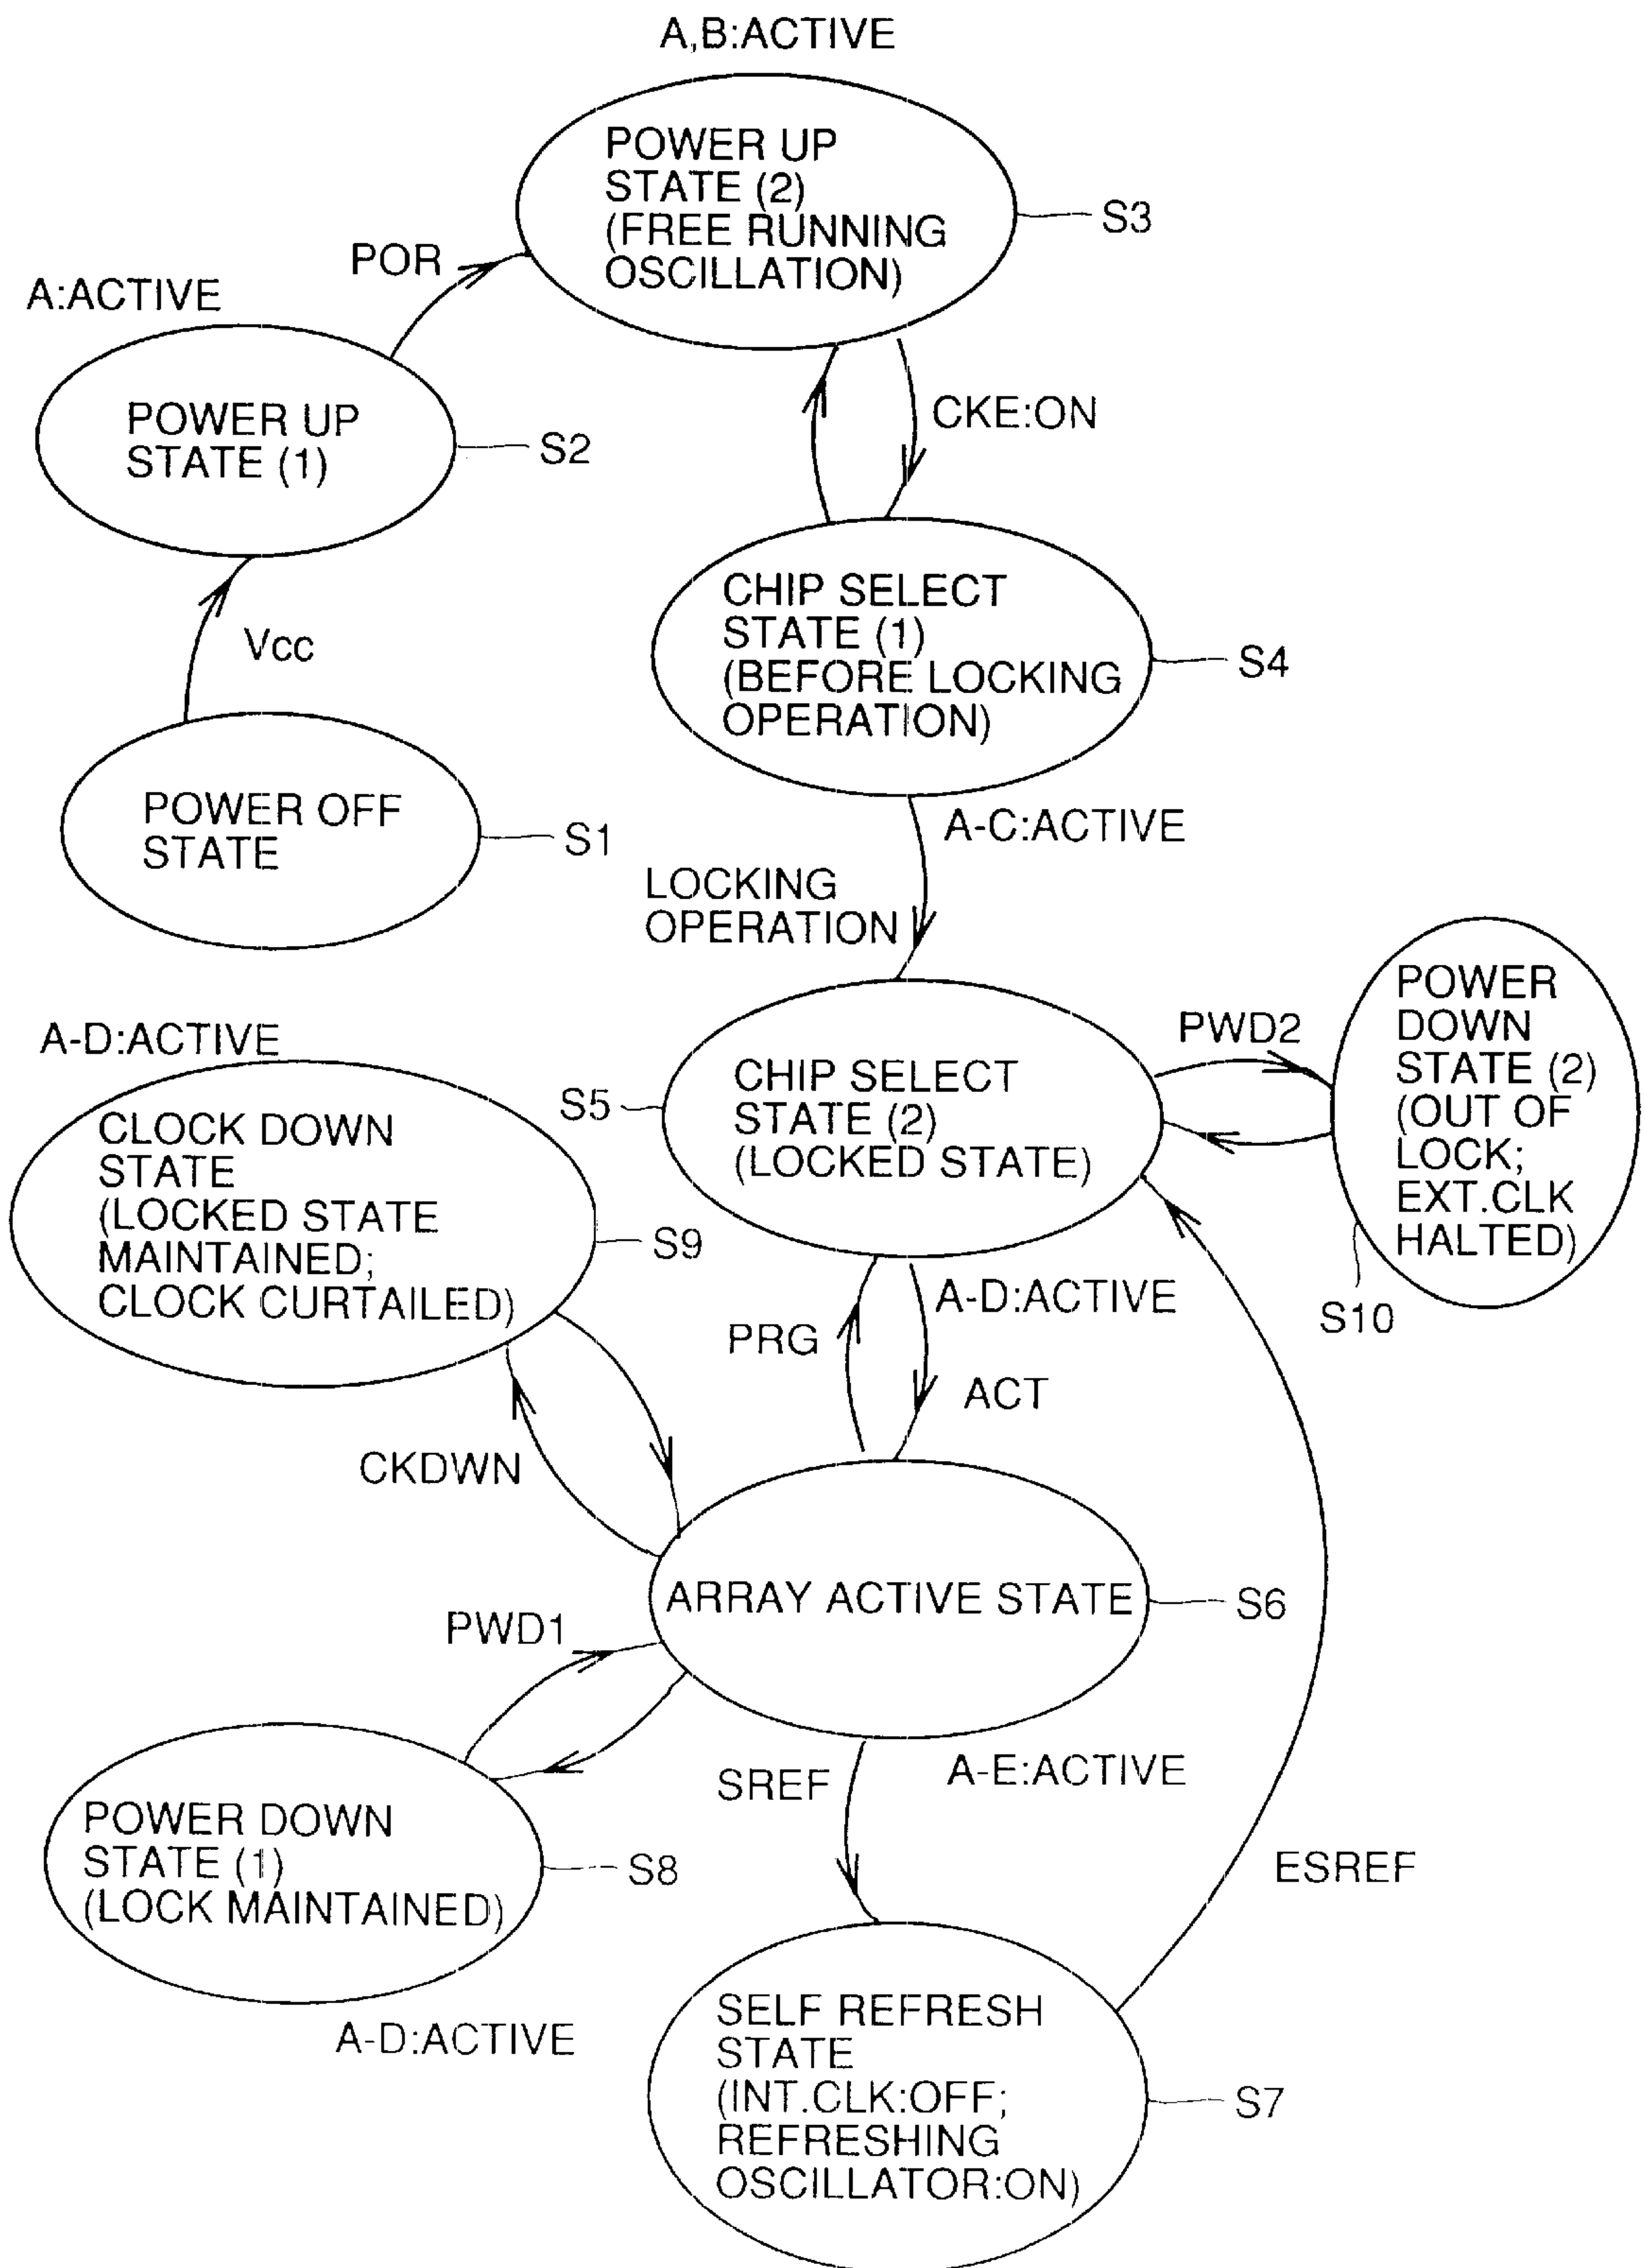 A,B:ACTIVE
POWER UP
STATE (2)
(FREE RUNNING
OSCILLATION)
S3
POR
A:ACTIVE
POWER UP
STATE (1)
S2
CKE:ON
Vcc
CHIP SELECT
STATE (1)
(BEFORE LOCKING
OPERATION)
S4
POWER OFF
STATE
S1
A-C:ACTIVE
LOCKING
OPERATION
POWER
DOWN
STATE (2)
(OUT OF
LOCK;
EXT.CLK
HALTED)
S10
PWD2
CHIP SELECT
STATE (2)
(LOCKED STATE)
S5
A-D:ACTIVE
CLOCK DOWN
STATE
(LOCKED STATE
MAINTAINED;
CLOCK CURTAILED)
S9
A-D:ACTIVE
PRG
ACT
CKDWN
ARRAY ACTIVE STATE
S6
PWD1
A-E:ACTIVE
SREF
ESREF
POWER DOWN
STATE (1)
(LOCK MAINTAINED)
S8
A-D:ACTIVE
SELF REFRESH
STATE
(INT.CLK:OFF;
REFRESHING
OSCILLATOR:ON)
S7